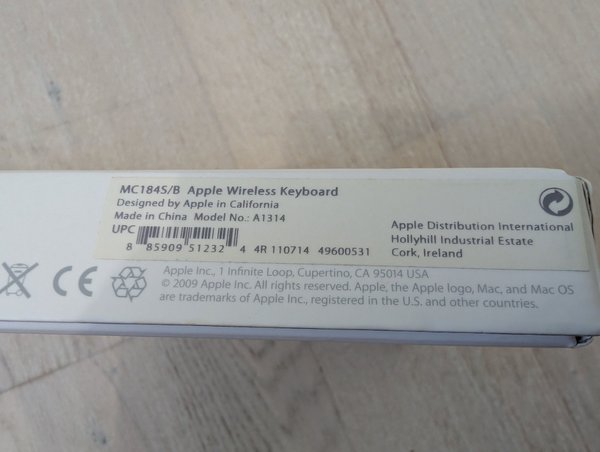 MC184S/B Apple Wireless Keyboard
Designed by Apple in California
Made in China Model No.: A1314
UPC
8 85909 51232 4 4R 110714 49600531
Apple Distribution International
Hollyhill Industrial Estate
Cork, Ireland
CE
Apple Inc., 1 Infinite Loop, Cupertino, CA 95014 USA
© 2009 Apple Inc. All rights reserved. Apple, the Apple logo, Mac, and Mac OS
are trademarks of Apple Inc., registered in the U.S. and other countries.